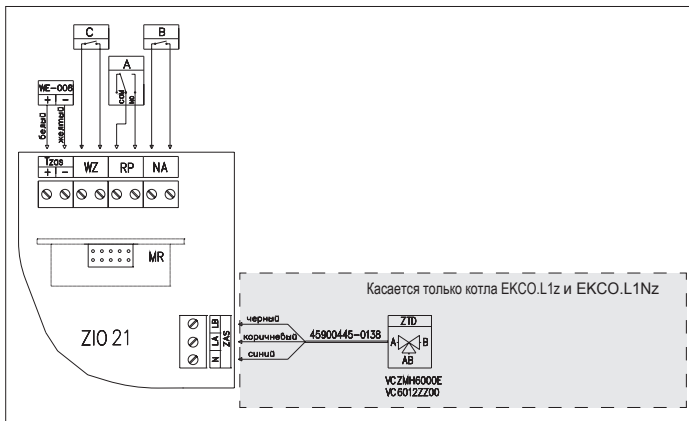 C
B
A
WE-008
+ −
COM
NO
белый
желтый
Tzos
+ −
WZ
RP
NA
MR
ZIO 21
LB
LA
N
ZAS
Касается только котла EKCO.L1z и EKCO.L1Nz
черный
коричневый
синий
45900445-0138
ZTD
A
B
AB
VCZMH6000E
VC6012ZZ00